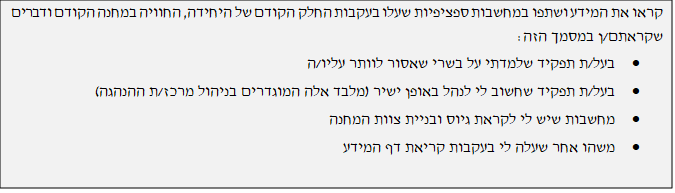 קראו את המידע ושתפו במחשבות ספציפיות שעלו בעקבות החלק הקודם של היחידה, החוויה במחנה הקודם ודברים
שקראתם/ן במסמך הזה:
• בעל/ת תפקיד שלמדתי על בשרי שאסור לוותר עליו/ה
• בעל/ת תפקיד שחשוב לי לנהל באופן ישיר (מלבד אלה המוגדרים בניהול מרכז/ת ההנהגה)
• מחשבות שיש לי לקראת גיוס ובניית צוות המחנה
• משהו אחר שעלה לי בעקבות קריאת דף המידע